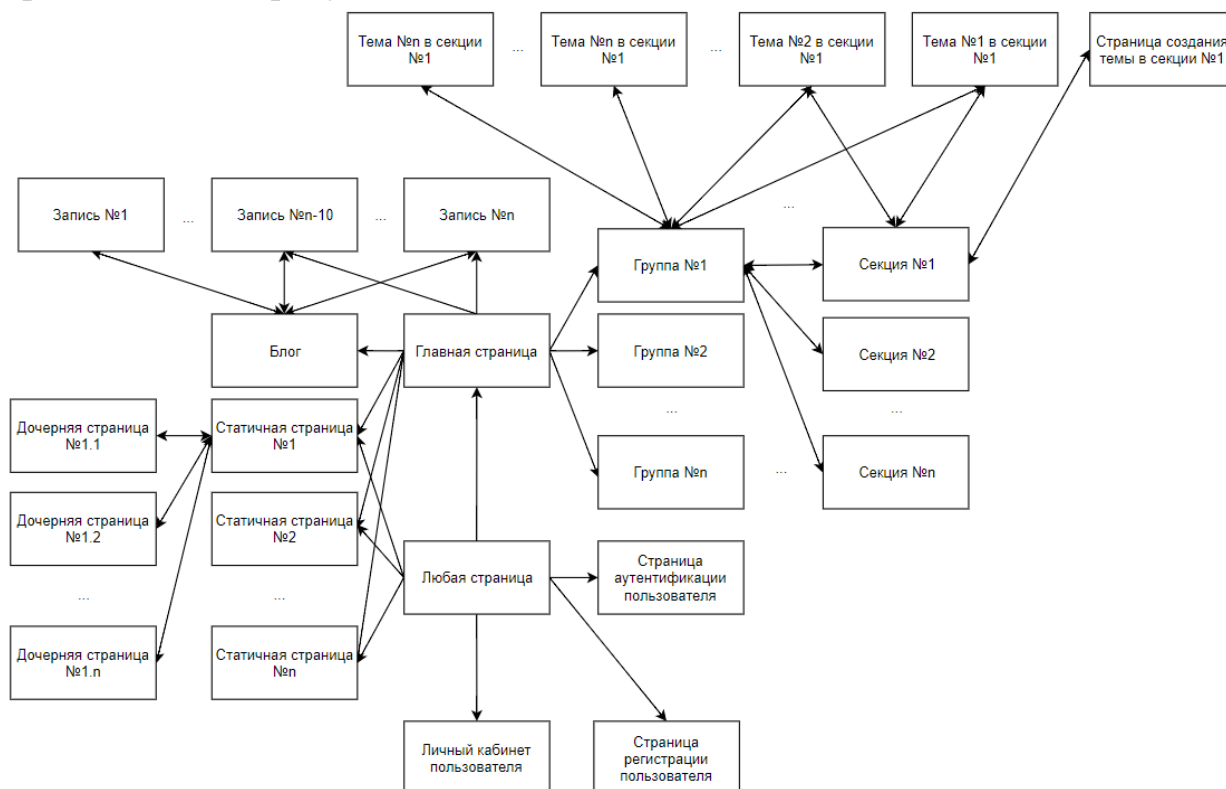 Тема №n в секции
№1
...
Тема №n в секции
№1
...
Тема №2 в секции
№1
Тема №1 в секции
№1
Страница создания
темы в секции №1
Запись №1
...
Запись №n-10
...
Запись №n
...
Группа №1
Секция №1
Блог
Главная страница
Группа №2
Секция №2
...
...
Дочерняя страница
№1.1
Статичная страница
№1
Группа №n
...
Секция №n
Дочерняя страница
№1.2
Статичная страница
№2
Любая страница
Страница
аутентификации
пользователя
...
...
Дочерняя страница
№1.n
Статичная страница
№n
Личный кабинет
пользователя
Страница
регистрации
пользователя